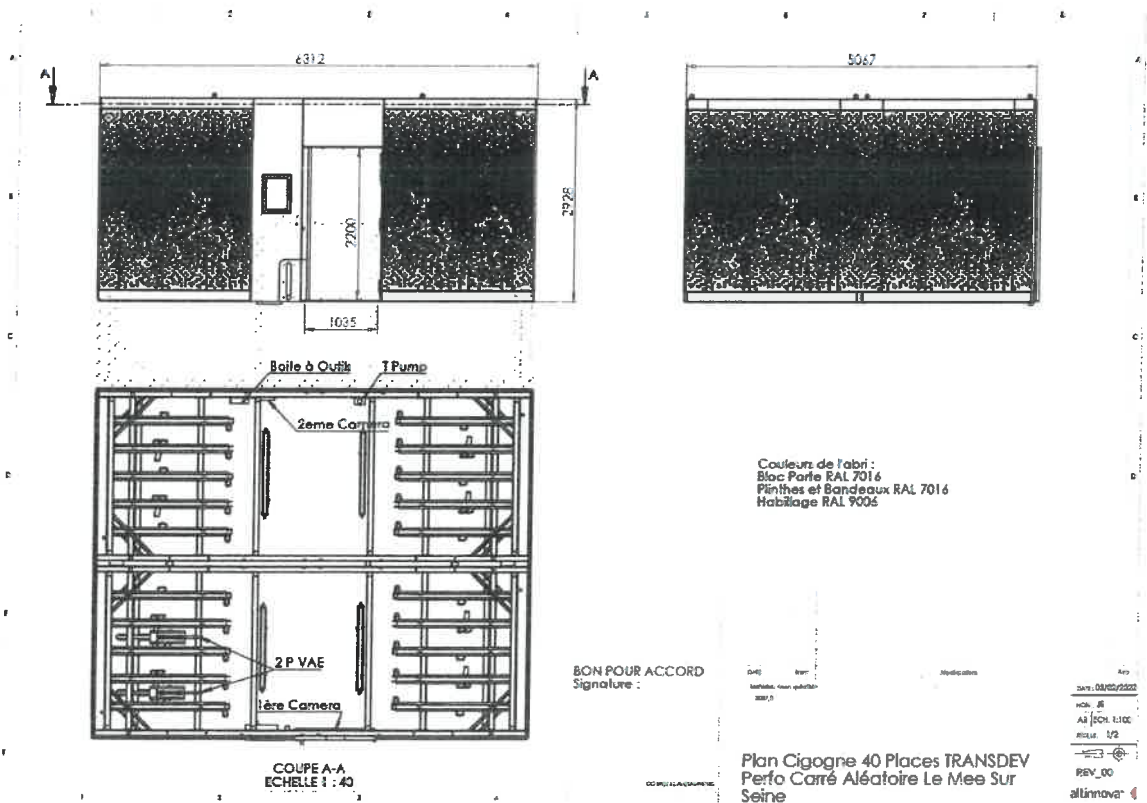 6312
5067
A
A
2928
2200
1035
Boite à Outils
T Pump
2eme Camera
Couleurs de l'abri :
Bloc Porte RAL 7016
Plinthes et Bandeaux RAL 7016
Habillage RAL 9006
2 P VAE
1ère Camera
COUPE A-A
ECHELLE 1 : 40
BON POUR ACCORD
Signature :
Plan Cigogne 40 Places TRANSDEV
Perfo Carré Aléatoire Le Mee Sur
Seine
REV_00
altinnova